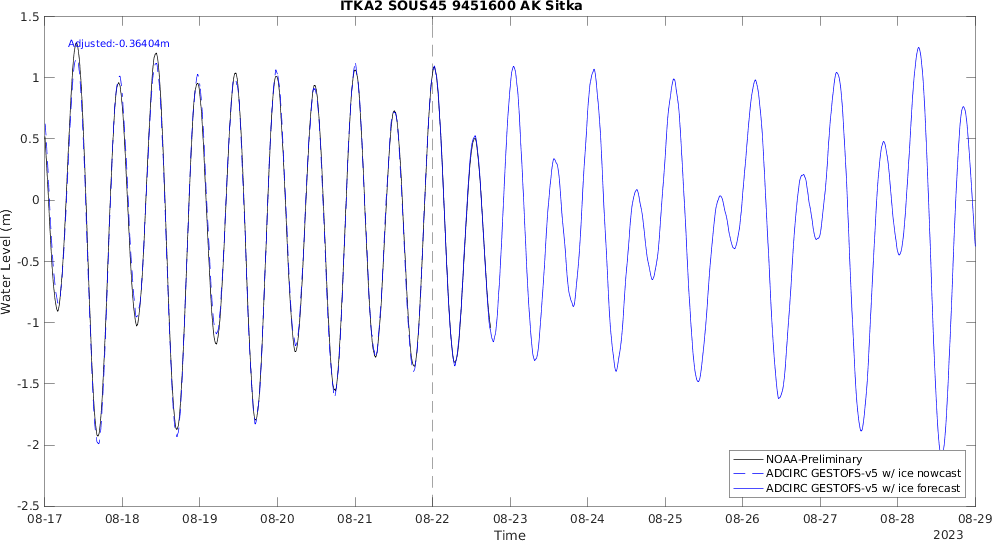 ITKA2 SOUS45 9451600 AK Sitka
Adjusted:-0.36404m
1.5
1
0.5
0
-0.5
-1
-1.5
-2
-2.5
Water Level (m)
NOAA-Preliminary
ADCIRC GESTOFS-v5 w/ ice nowcast
ADCIRC GESTOFS-v5 w/ ice forecast
08-17 08-18 08-19 08-20 08-21 08-22 08-23 08-24 08-25 08-26 08-27 08-28 08-29
Time
2023